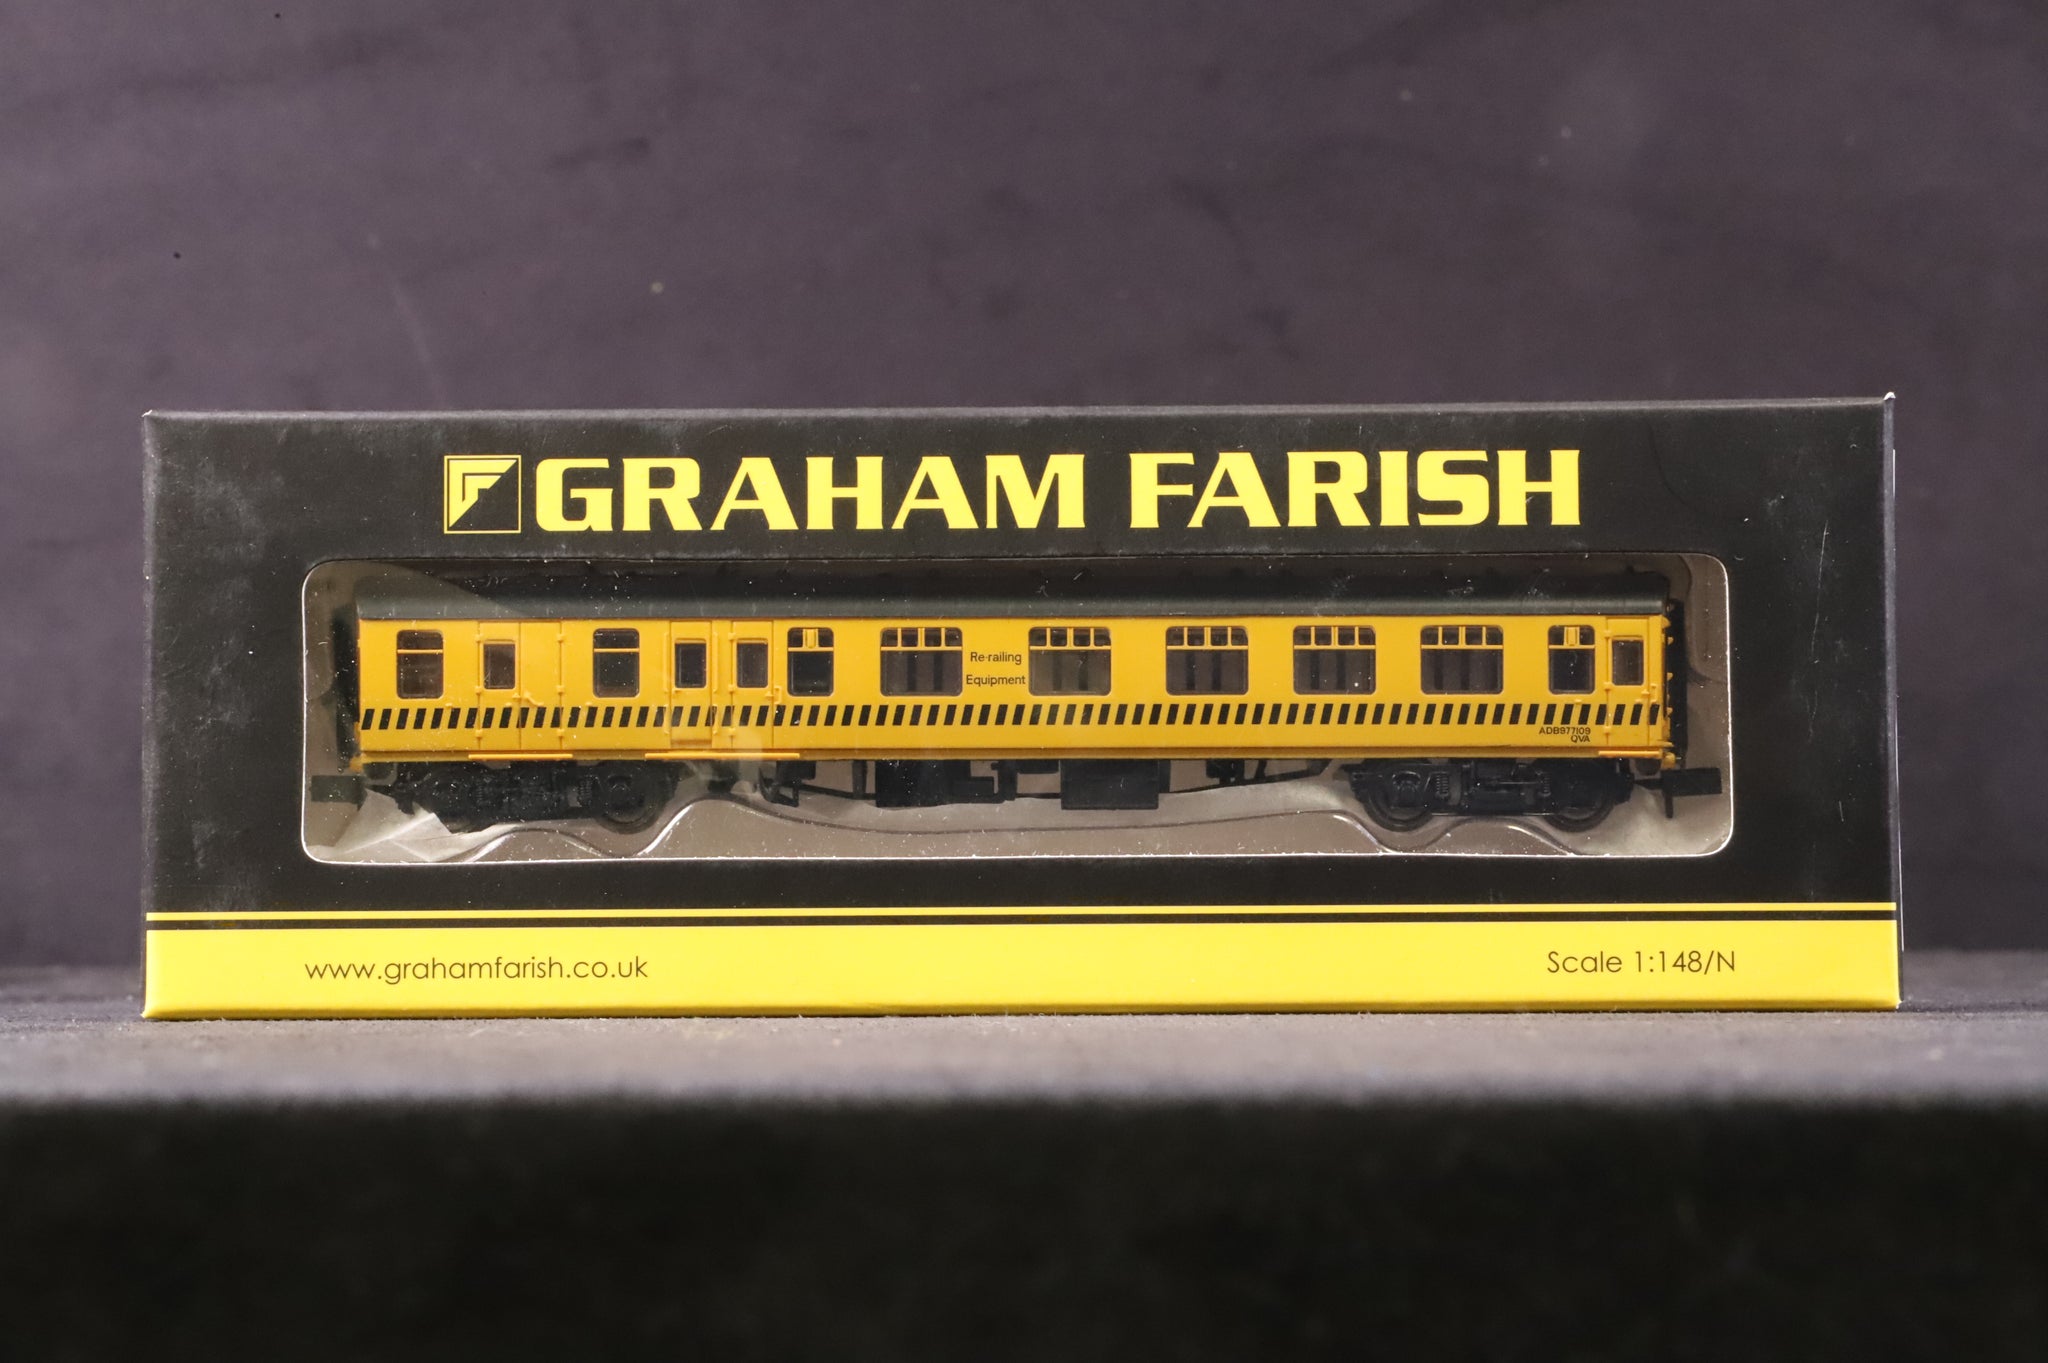 GRAHAM FARISH
Re-railing
Equipment
ADB977109
QVA
www.grahamfarish.co.uk
Scale 1:148/N